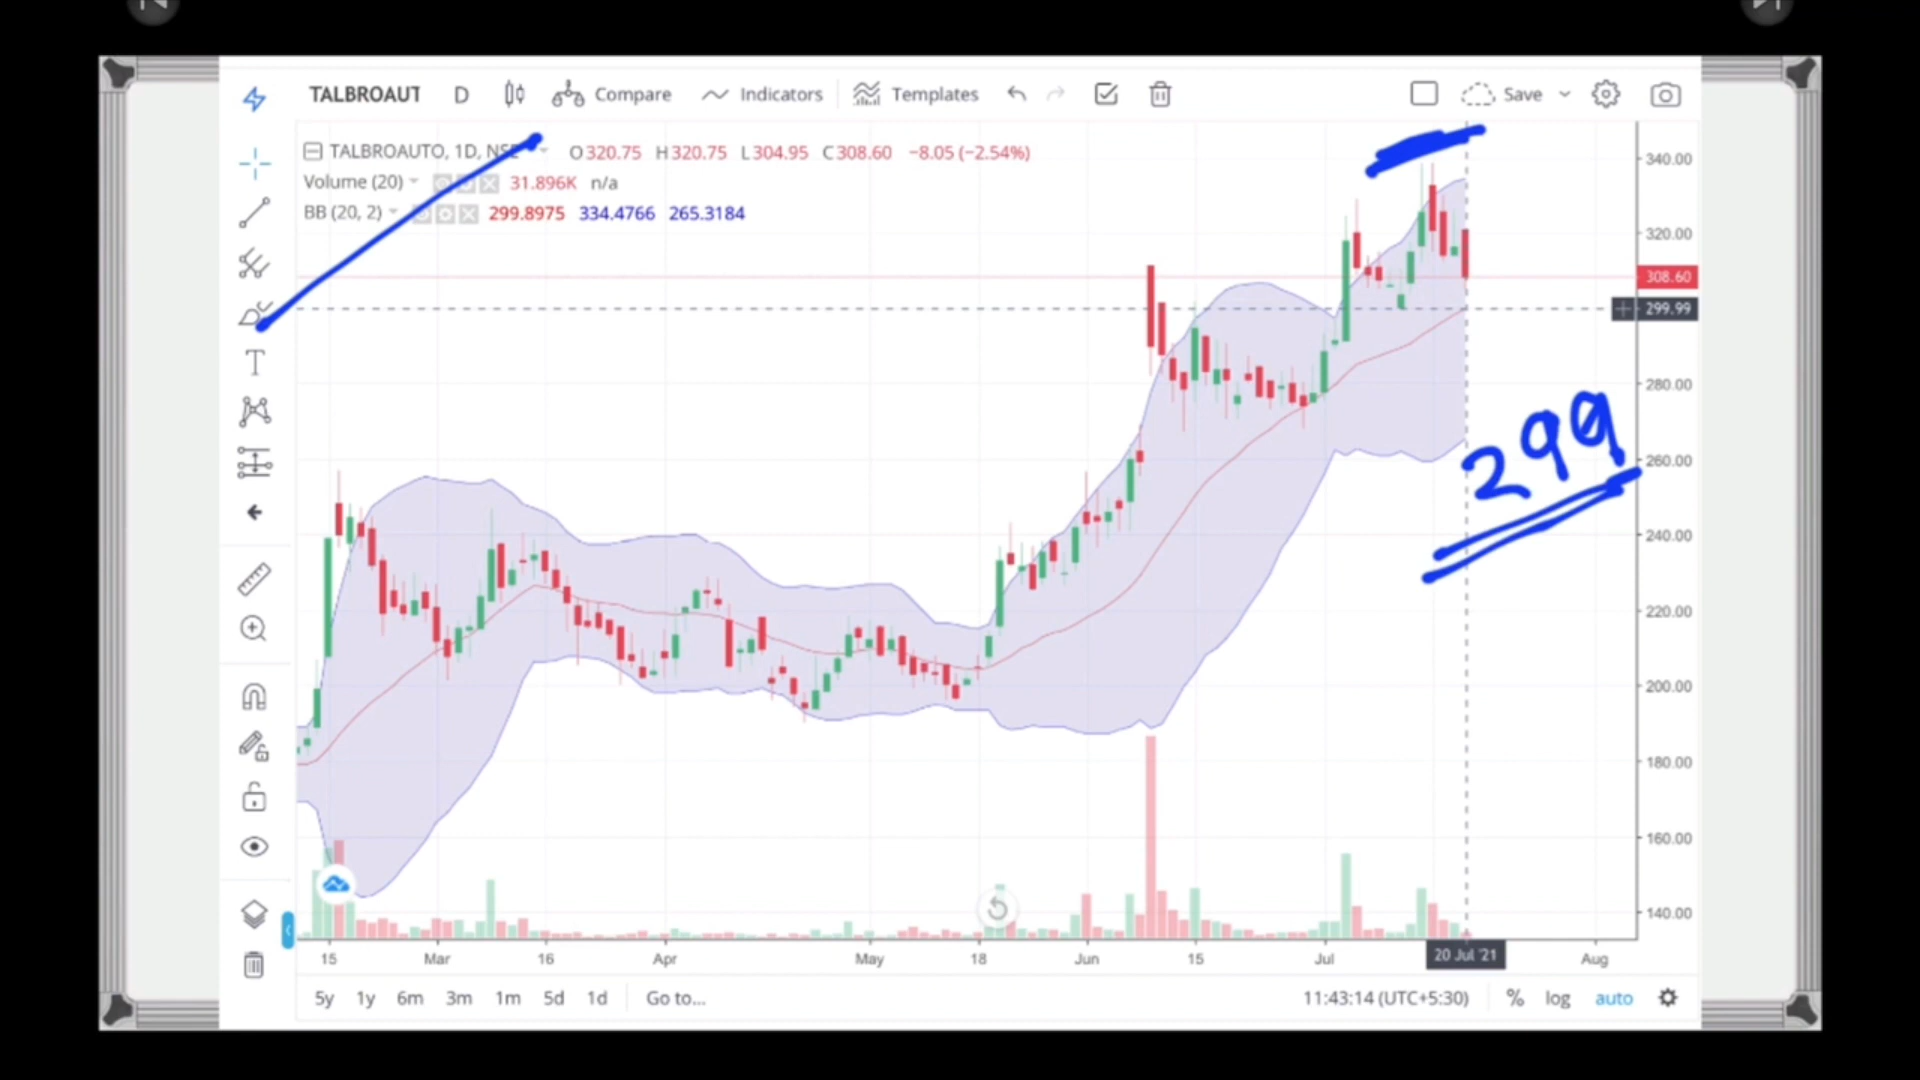 TALBROAUT D Compare Indicators Templates Save
TALBROAUTO, 1D, NSE O320.75 H320.75 L304.95 C308.60 −8.05 (−2.54%)
Volume (20) 31.896K n/a
BB (20, 2) 299.8975 334.4766 265.3184
340.00
320.00
308.60
299.99
280.00
260.00
240.00
220.00
200.00
180.00
160.00
140.00
299
15 Mar 16 Apr May 18 Jun 15 Jul 20 Jul '21 Aug
5y 1y 6m 3m 1m 5d 1d Go to... 11:43:14 (UTC+5:30) % log auto